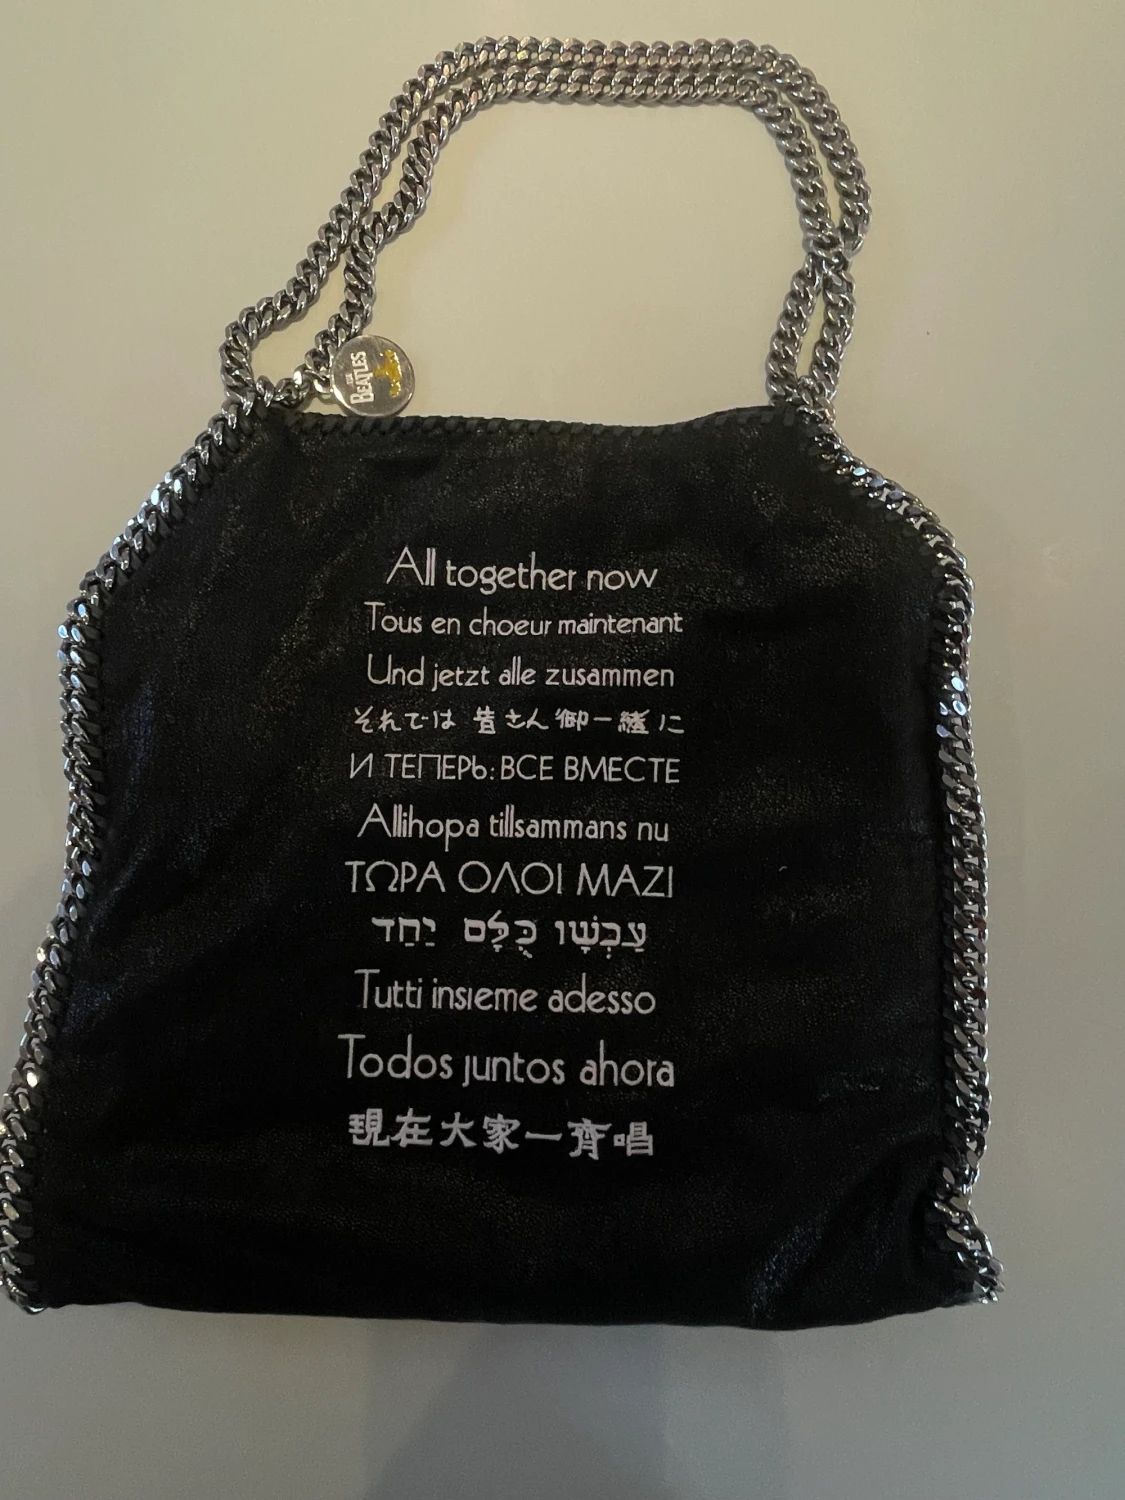 THE
BEATLES
All together now
Tous en choeur maintenant
Und jetzt alle zusammen
それでは 皆さん御一緒に
И ТЕПЕРЬ: ВСЕ ВМЕСТЕ
Allihopa tillsammans nu
ΤΩΡΑ ΟΛΟΙ ΜΑΖΙ
עַכְשָׁו כֻּלָּם יַחַד
Tutti insieme adesso
Todos juntos ahora
現在大家一齊唱